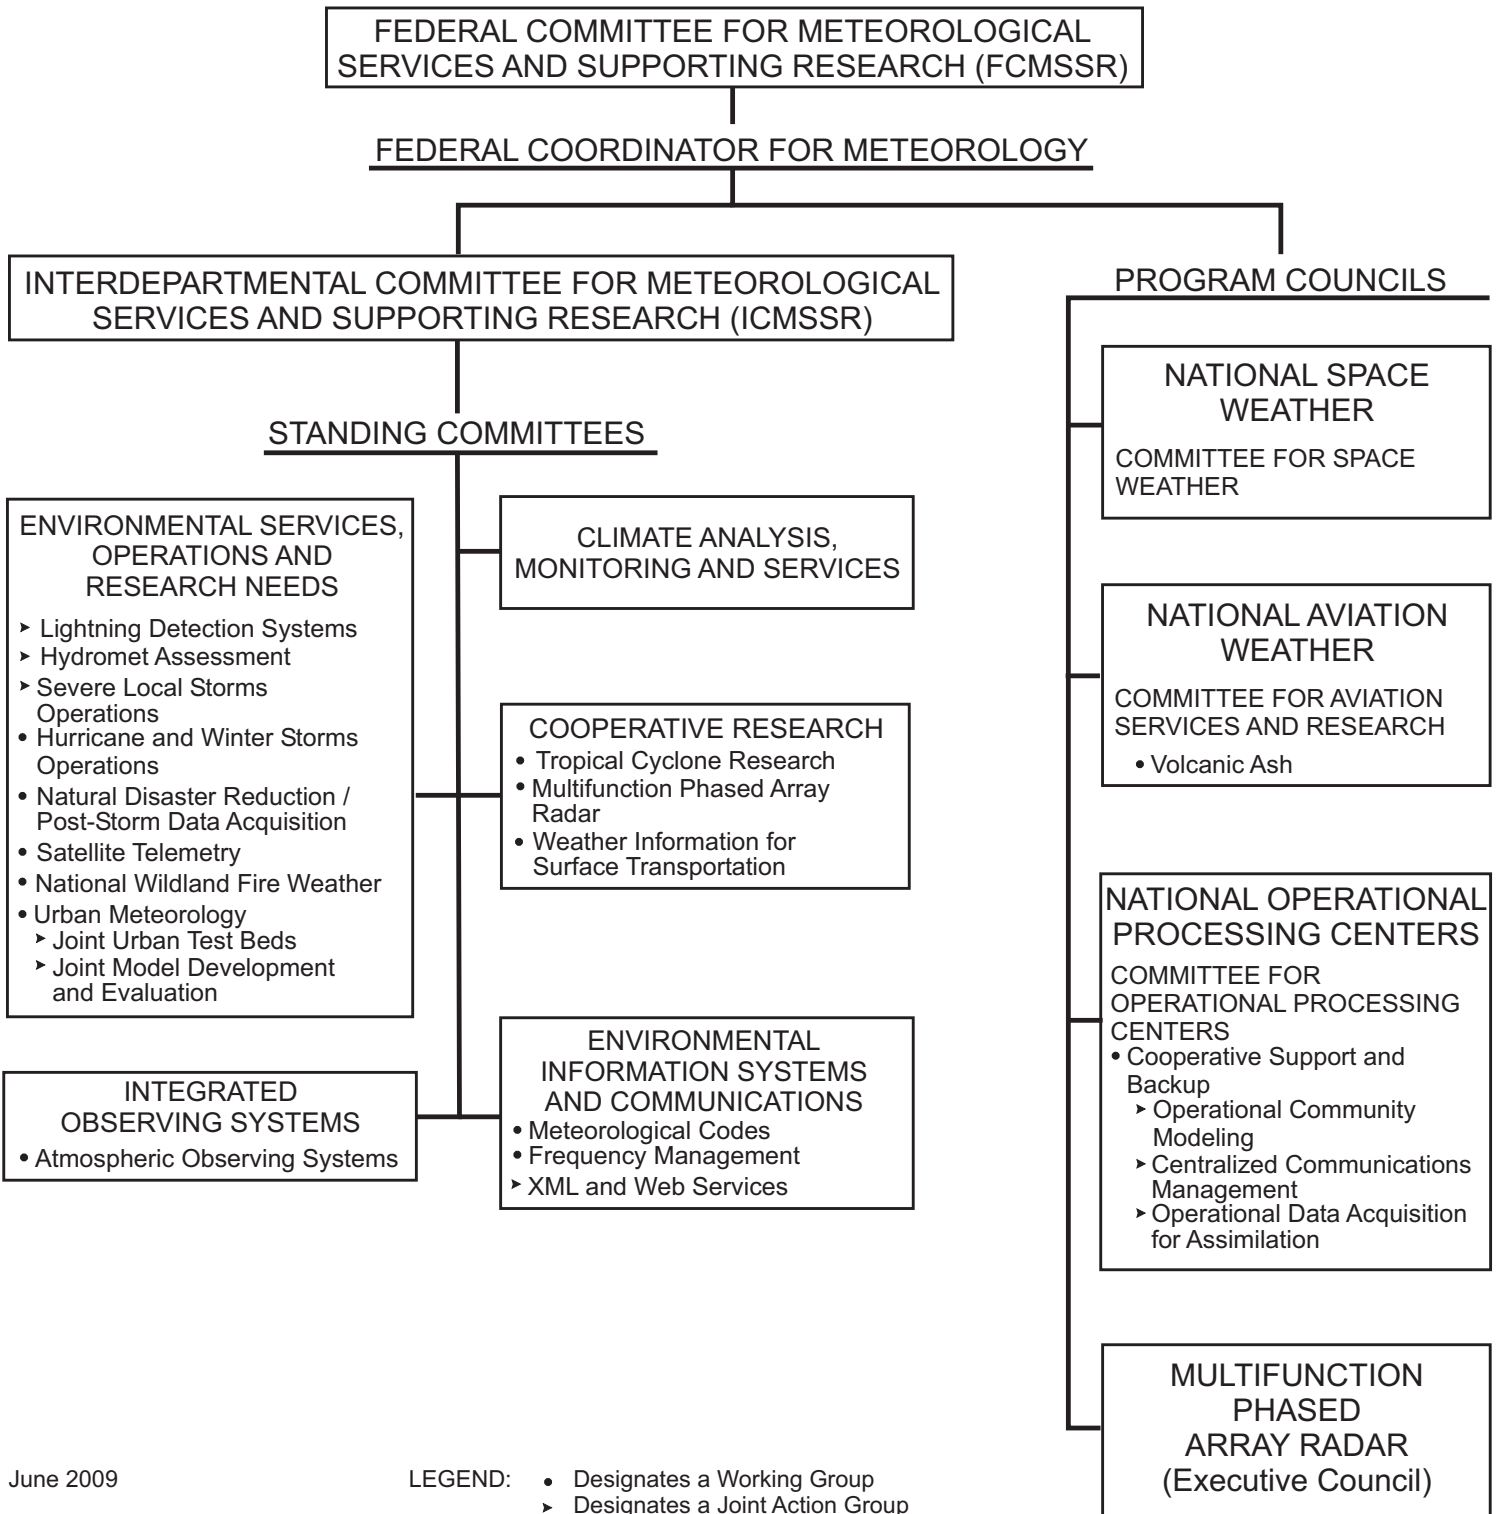 FEDERAL COMMITTEE FOR METEOROLOGICAL
SERVICES AND SUPPORTING RESEARCH (FCMSSR)
FEDERAL COORDINATOR FOR METEOROLOGY
INTERDEPARTMENTAL COMMITTEE FOR METEOROLOGICAL
SERVICES AND SUPPORTING RESEARCH (ICMSSR)
STANDING COMMITTEES
ENVIRONMENTAL SERVICES,
OPERATIONS AND
RESEARCH NEEDS
➤ Lightning Detection Systems
➤ Hydromet Assessment
➤ Severe Local Storms
Operations
• Hurricane and Winter Storms
Operations
• Natural Disaster Reduction /
Post-Storm Data Acquisition
• Satellite Telemetry
• National Wildland Fire Weather
• Urban Meteorology
➤ Joint Urban Test Beds
➤ Joint Model Development
and Evaluation
INTEGRATED
OBSERVING SYSTEMS
• Atmospheric Observing Systems
CLIMATE ANALYSIS,
MONITORING AND SERVICES
COOPERATIVE RESEARCH
• Tropical Cyclone Research
• Multifunction Phased Array
Radar
• Weather Information for
Surface Transportation
ENVIRONMENTAL
INFORMATION SYSTEMS
AND COMMUNICATIONS
• Meteorological Codes
• Frequency Management
➤ XML and Web Services
PROGRAM COUNCILS
NATIONAL SPACE
WEATHER
COMMITTEE FOR SPACE
WEATHER
NATIONAL AVIATION
WEATHER
COMMITTEE FOR AVIATION
SERVICES AND RESEARCH
• Volcanic Ash
NATIONAL OPERATIONAL
PROCESSING CENTERS
COMMITTEE FOR
OPERATIONAL PROCESSING
CENTERS
• Cooperative Support and
Backup
➤ Operational Community
Modeling
➤ Centralized Communications
Management
➤ Operational Data Acquisition
for Assimilation
MULTIFUNCTION
PHASED
ARRAY RADAR
(Executive Council)
June 2009
LEGEND: • Designates a Working Group
➤ Designates a Joint Action Group